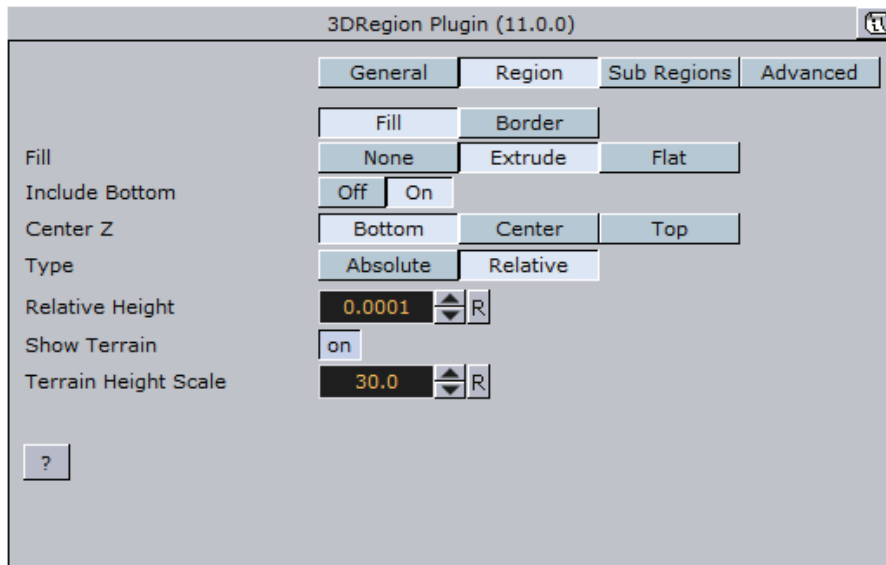 3DRegion Plugin (11.0.0)
General Region Sub Regions Advanced
Fill Border
Fill None Extrude Flat
Include Bottom Off On
Center Z Bottom Center Top
Type Absolute Relative
Relative Height 0.0001 R
Show Terrain on
Terrain Height Scale 30.0 R
?